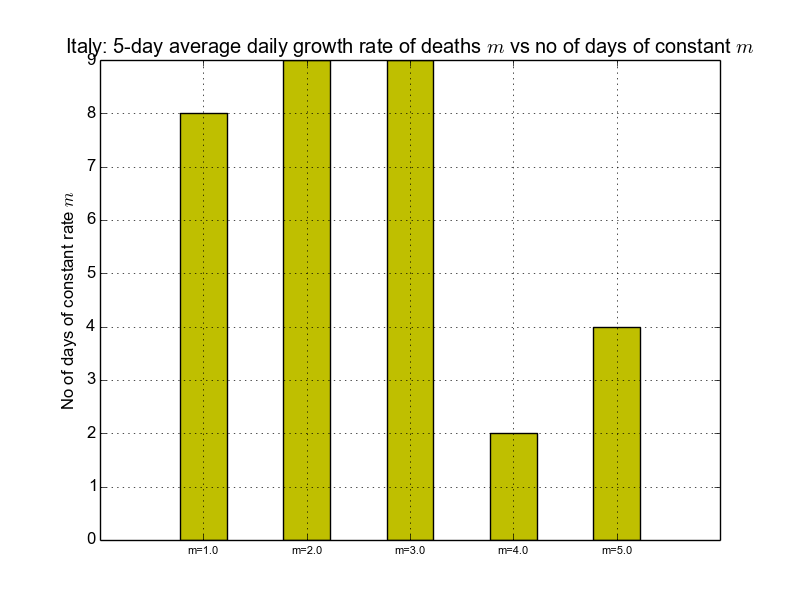 Italy: 5-day average daily growth rate of deaths m vs no of days of constant m
No of days of constant rate m
9
8
7
6
5
4
3
2
1
0
m=1.0
m=2.0
m=3.0
m=4.0
m=5.0